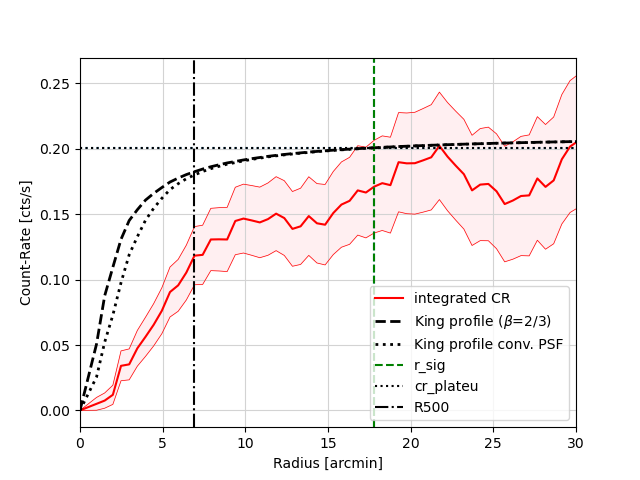 0.25
0.20
0.15
0.10
0.05
0.00
Count-Rate [cts/s]
integrated CR
King profile (β=2/3)
King profile conv. PSF
r_sig
cr_plateu
R500
0 5 10 15 20 25 30
Radius [arcmin]